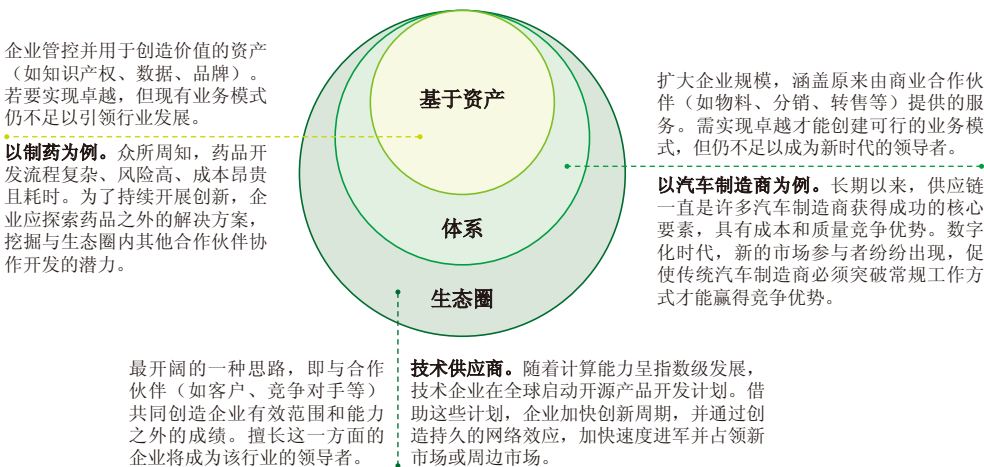 企业管控并用于创造价值的资产
（如知识产权、数据、品牌）。
若要实现卓越，但现有业务模式
仍不足以引领行业发展。
以制药为例。众所周知，药品开
发流程复杂、风险高、成本昂贵
且耗时。为了持续开展创新，企
业应探索药品之外的解决方案，
挖掘与生态圈内其他合作伙伴协
作开发的潜力。
基于资产
体系
生态圈
扩大企业规模，涵盖原来由商业合作伙
伴（如物料、分销、转售等）提供的服
务。需实现卓越才能创建可行的业务模
式，但仍不足以成为新时代的领导者。
以汽车制造商为例。长期以来，供应链
一直是许多汽车制造商获得成功的核心
要素，具有成本和质量竞争优势。数字
化时代，新的市场参与者纷纷出现，促
使传统汽车制造商必须突破常规工作方
式才能赢得竞争优势。
最开阔的一种思路，即与合作
伙伴（如客户、竞争对手等）
共同创造企业有效范围和能力
之外的成绩。擅长这一方面的
企业将成为该行业的领导者。
技术供应商。随着计算能力呈指数级发展，
技术企业在全球启动开源产品开发计划。借
助这些计划，企业加快创新周期，并通过创
造持久的网络效应，加快速度进军并占领新
市场或周边市场。